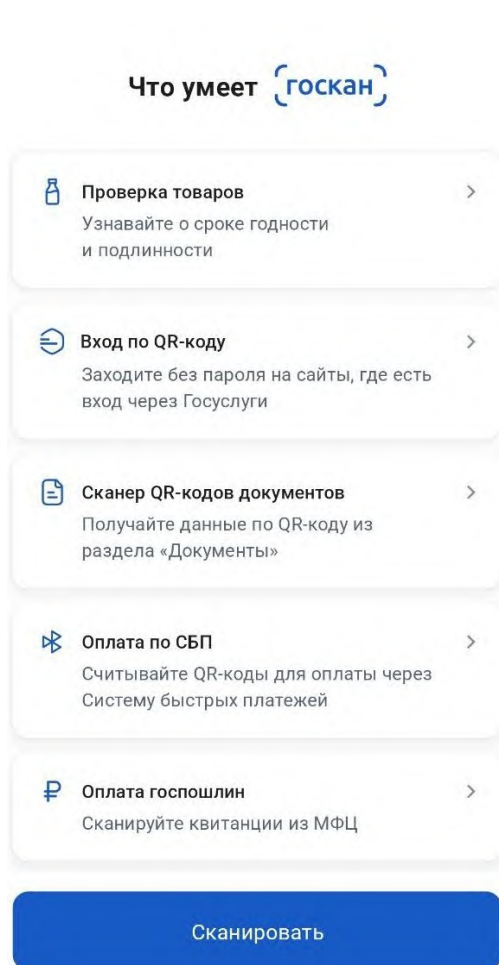 Что умеет госкан
Проверка товаров
Узнавайте о сроке годности
и подлинности
Вход по QR-коду
Заходите без пароля на сайты, где есть
вход через Госуслуги
Сканер QR-кодов документов
Получайте данные по QR-коду из
раздела «Документы»
Оплата по СБП
Считывайте QR-коды для оплаты через
Систему быстрых платежей
Оплата госпошлин
Сканируйте квитанции из МФЦ
Сканировать